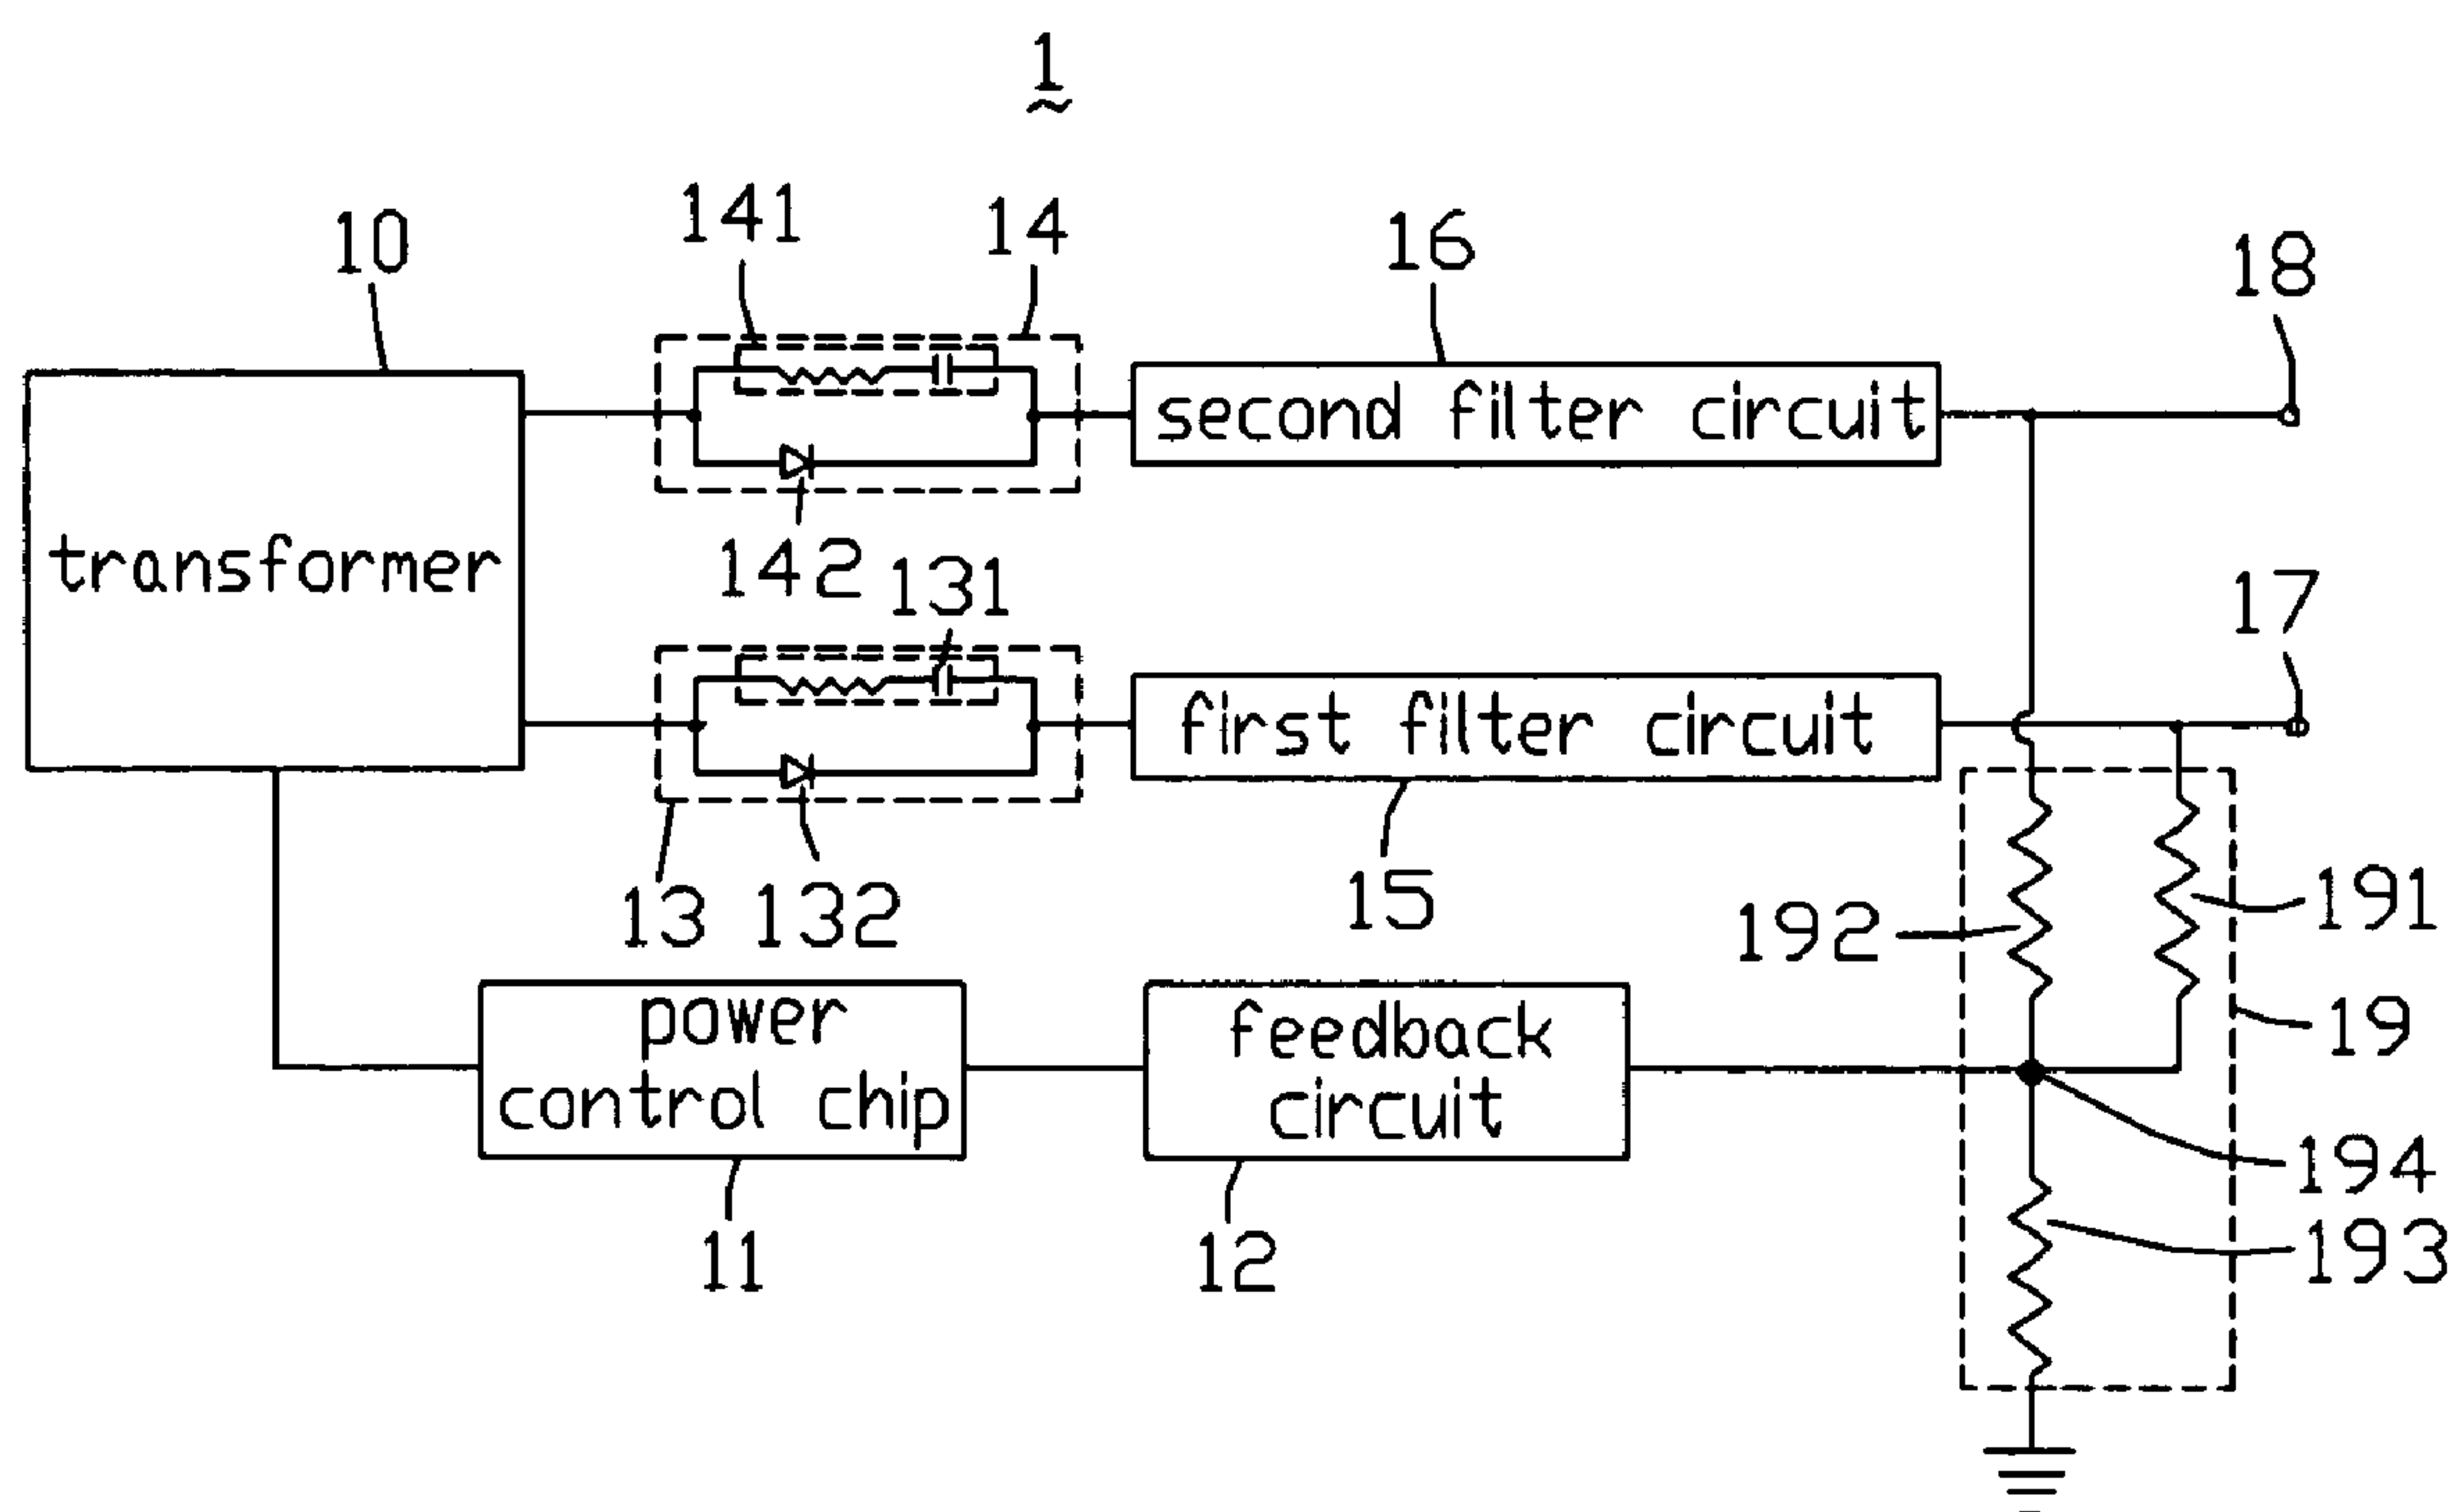 1
141
14
10
16
18
second filter circuit
transformer
142
131
17
first filter circuit
13
132
15
192
191
power
control chip
feedback
circuit
19
194
193
11
12